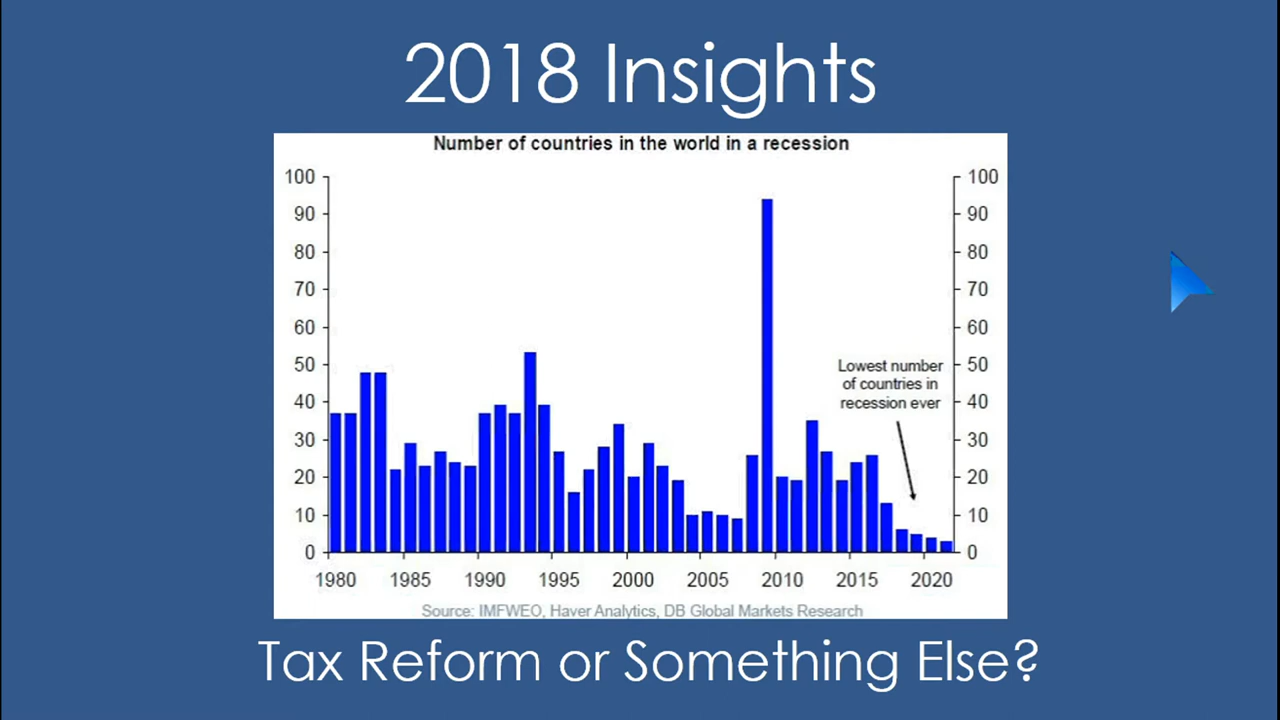 2018 Insights
Number of countries in the world in a recession
100 100
90 90
80 80
70 70
60 60
50 50
Lowest number
of countries in
recession ever
40 40
30 30
20 20
10 10
0 0
1980 1985 1990 1995 2000 2005 2010 2015 2020
Source: IMFWEO, Haver Analytics, DB Global Markets Research
Tax Reform or Something Else?